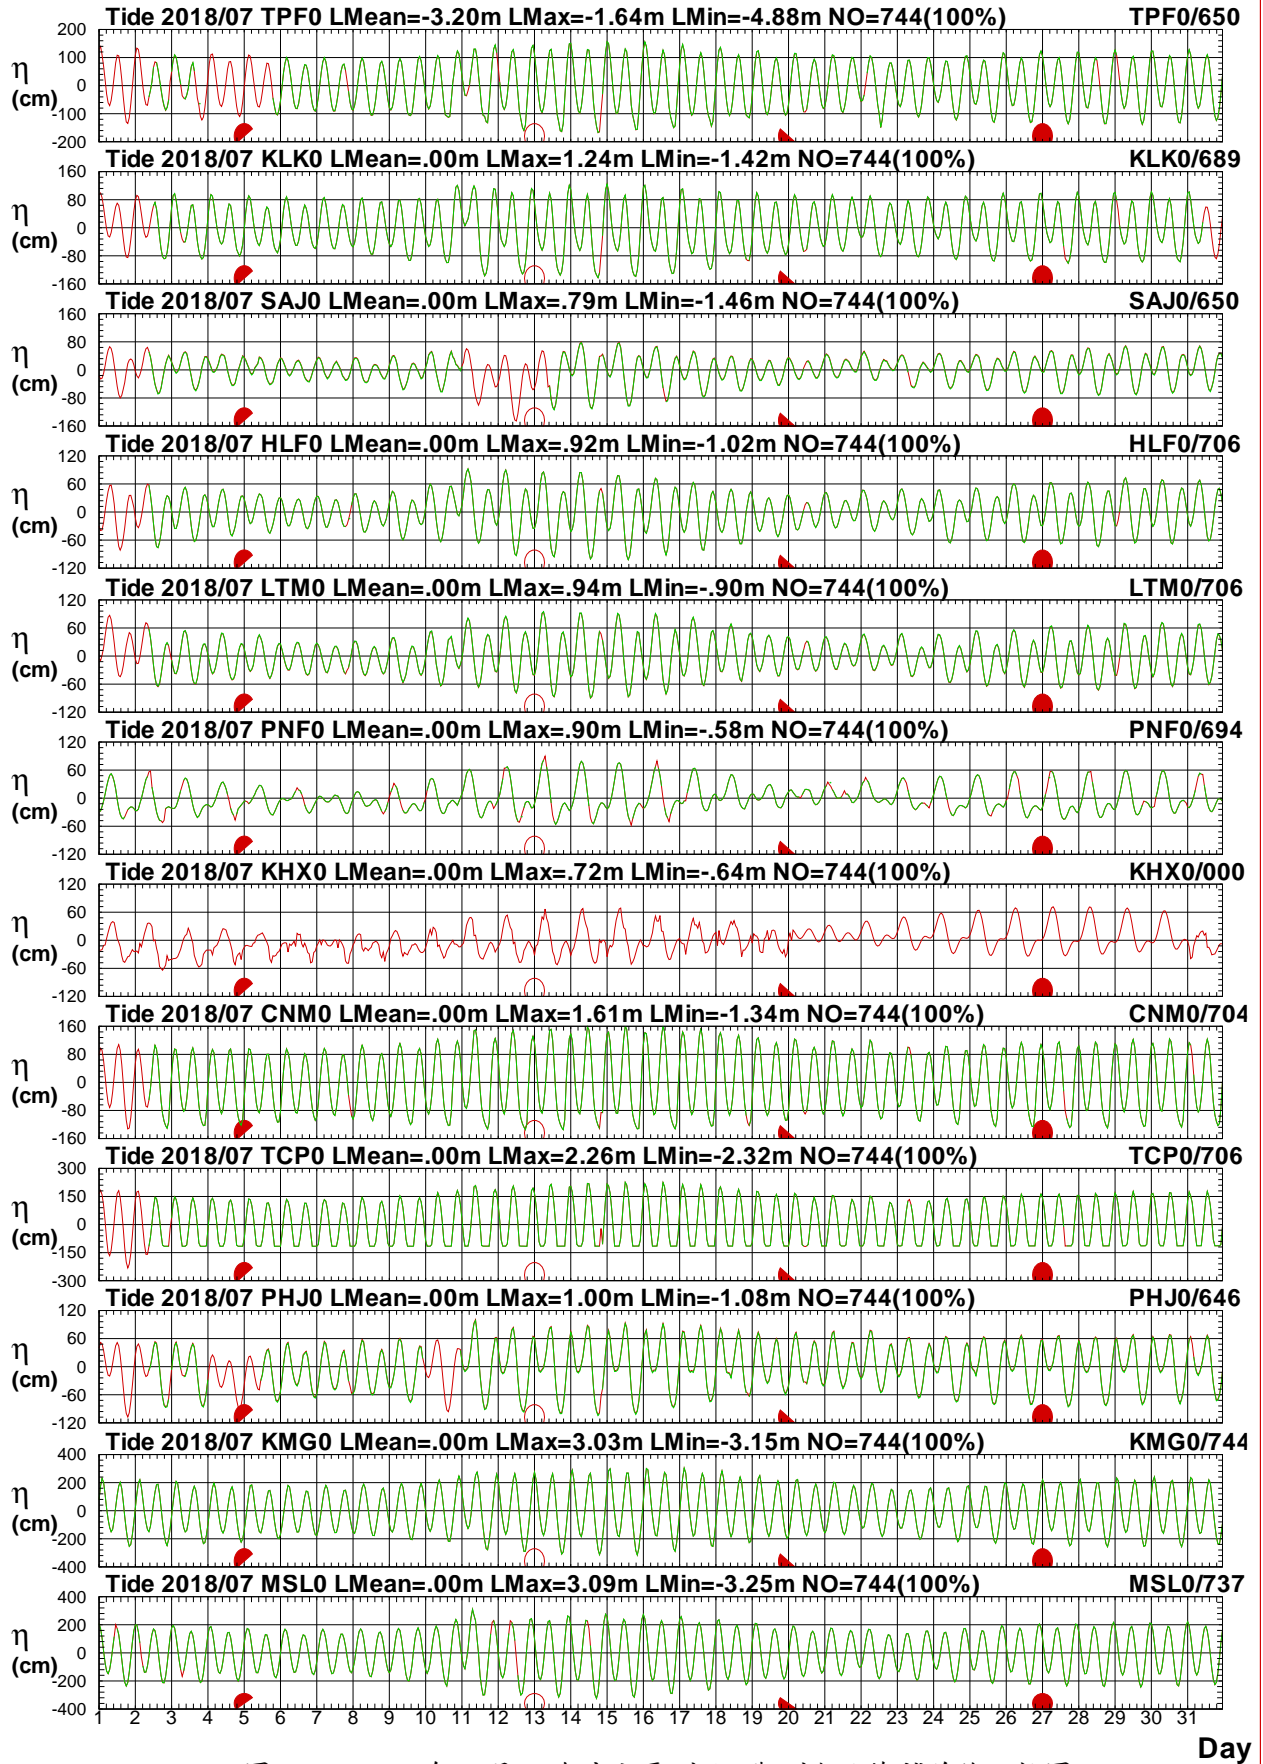 Tide 2018/07 TPF0 LMean=-3.20m LMax=-1.64m LMin=-4.88m NO=744(100%) TPF0/650
200
100
0
-100
-200
η
(cm)
Tide 2018/07 KLK0 LMean=.00m LMax=1.24m LMin=-1.42m NO=744(100%) KLK0/689
160
80
0
-80
-160
η
(cm)
Tide 2018/07 SAJ0 LMean=.00m LMax=.79m LMin=-1.46m NO=744(100%) SAJ0/650
160
80
0
-80
-160
η
(cm)
Tide 2018/07 HLF0 LMean=.00m LMax=.92m LMin=-1.02m NO=744(100%) HLF0/706
120
60
0
-60
-120
η
(cm)
Tide 2018/07 LTM0 LMean=.00m LMax=.94m LMin=-.90m NO=744(100%) LTM0/706
120
60
0
-60
-120
η
(cm)
Tide 2018/07 PNF0 LMean=.00m LMax=.90m LMin=-.58m NO=744(100%) PNF0/694
120
60
0
-60
-120
η
(cm)
Tide 2018/07 KHX0 LMean=.00m LMax=.72m LMin=-.64m NO=744(100%) KHX0/000
120
60
0
-60
-120
η
(cm)
Tide 2018/07 CNM0 LMean=.00m LMax=1.61m LMin=-1.34m NO=744(100%) CNM0/704
160
80
0
-80
-160
η
(cm)
Tide 2018/07 TCP0 LMean=.00m LMax=2.26m LMin=-2.32m NO=744(100%) TCP0/706
300
150
0
-150
-300
η
(cm)
Tide 2018/07 PHJ0 LMean=.00m LMax=1.00m LMin=-1.08m NO=744(100%) PHJ0/646
120
60
0
-60
-120
η
(cm)
Tide 2018/07 KMG0 LMean=.00m LMax=3.03m LMin=-3.15m NO=744(100%) KMG0/744
400
200
0
-200
-400
η
(cm)
Tide 2018/07 MSL0 LMean=.00m LMax=3.09m LMin=-3.25m NO=744(100%) MSL0/737
400
200
0
-200
-400
η
(cm)
1 2 3 4 5 6 7 8 9 10 11 12 13 14 15 16 17 18 19 20 21 22 23 24 25 26 27 28 29 30 31
Day